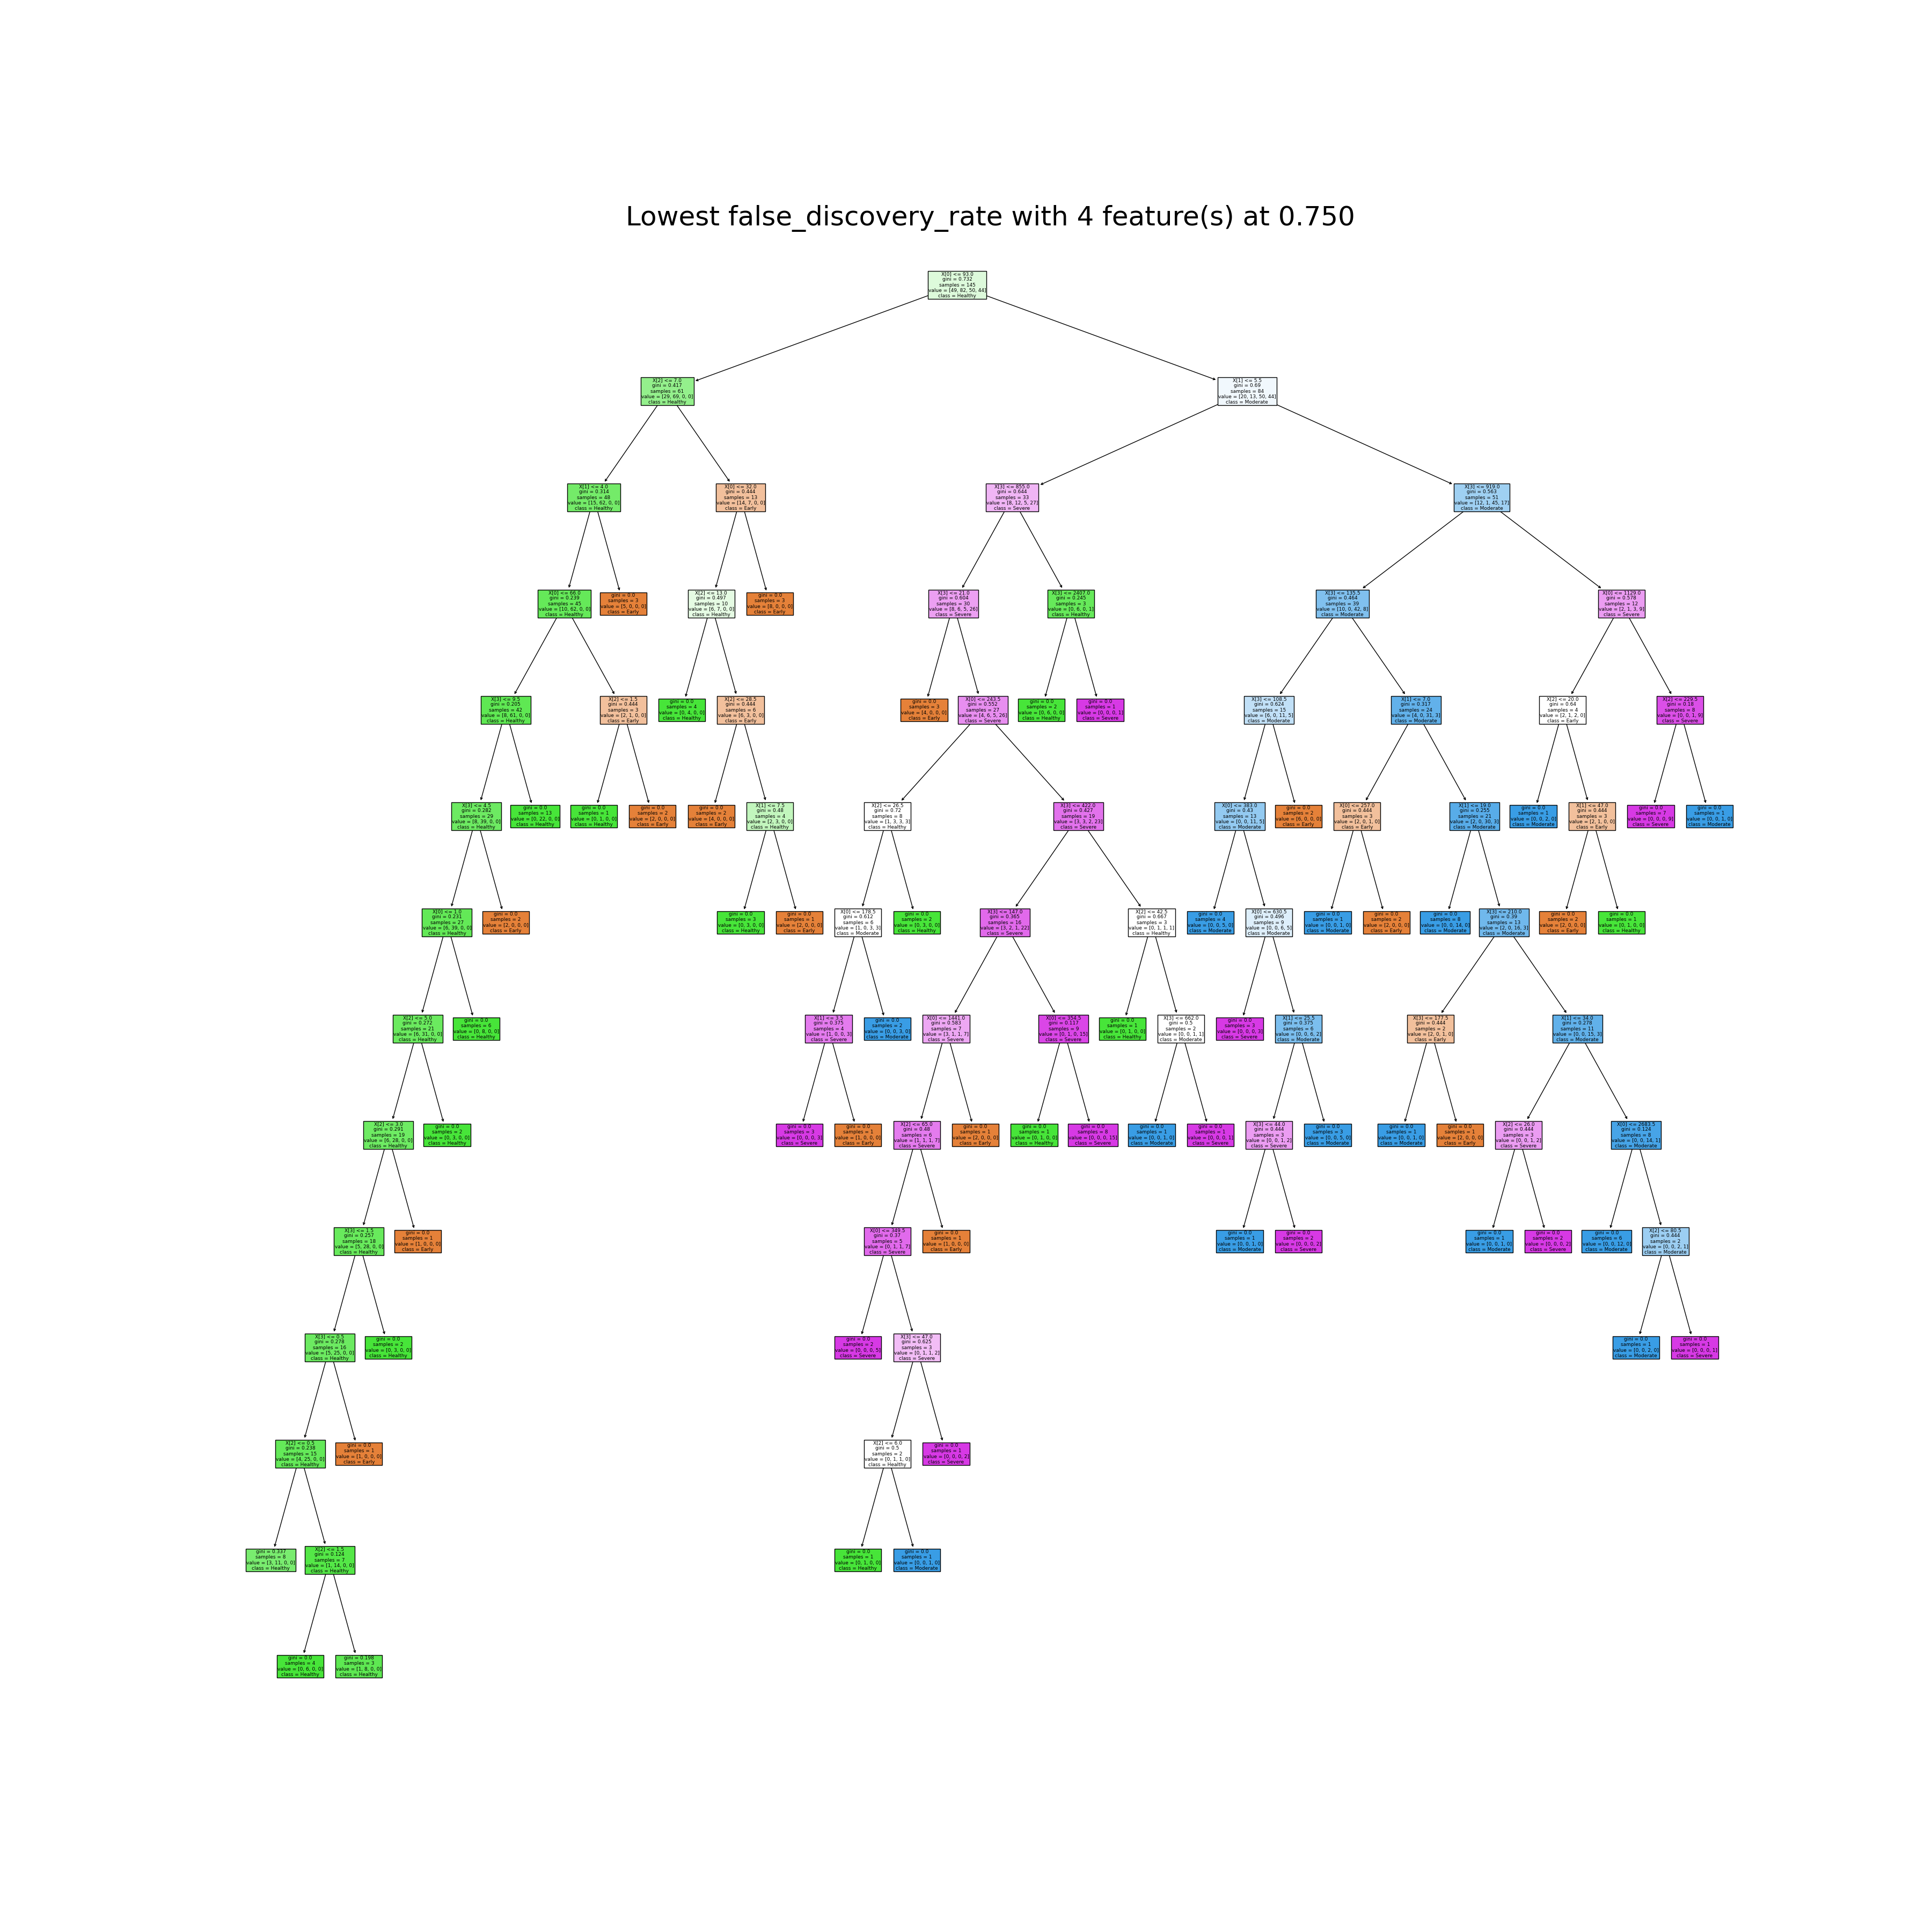 Lowest false_discovery_rate with 4 feature(s) at 0.750
X[0] <= 93.0
gini = 0.732
samples = 145
value = [49, 82, 50, 44]
class = Healthy
X[2] <= 7.0
gini = 0.417
samples = 61
value = [29, 69, 0, 0]
class = Healthy
X[1] <= 5.5
gini = 0.69
samples = 84
value = [20, 13, 50, 44]
class = Moderate
X[1] <= 4.0
gini = 0.314
samples = 48
value = [15, 62, 0, 0]
class = Healthy
X[0] <= 32.0
gini = 0.444
samples = 13
value = [14, 7, 0, 0]
class = Early
X[3] <= 855.0
gini = 0.644
samples = 33
value = [8, 12, 5, 27]
class = Severe
X[3] <= 919.0
gini = 0.563
samples = 51
value = [12, 1, 45, 17]
class = Moderate
X[0] <= 66.0
gini = 0.239
samples = 45
value = [10, 62, 0, 0]
class = Healthy
gini = 0.0
samples = 3
value = [5, 0, 0, 0]
class = Early
X[2] <= 13.0
gini = 0.497
samples = 10
value = [6, 7, 0, 0]
class = Healthy
gini = 0.0
samples = 3
value = [8, 0, 0, 0]
class = Early
X[3] <= 21.0
gini = 0.604
samples = 30
value = [8, 6, 5, 26]
class = Severe
X[3] <= 2407.0
gini = 0.245
samples = 3
value = [0, 6, 0, 1]
class = Healthy
X[3] <= 135.5
gini = 0.464
samples = 39
value = [10, 0, 42, 8]
class = Moderate
X[0] <= 1129.0
gini = 0.578
samples = 12
value = [2, 1, 3, 9]
class = Severe
X[3] <= 9.5
gini = 0.205
samples = 42
value = [8, 61, 0, 0]
class = Healthy
X[2] <= 1.5
gini = 0.444
samples = 3
value = [2, 1, 0, 0]
class = Early
gini = 0.0
samples = 4
value = [0, 4, 0, 0]
class = Healthy
X[2] <= 28.5
gini = 0.444
samples = 6
value = [6, 3, 0, 0]
class = Early
gini = 0.0
samples = 3
value = [4, 0, 0, 0]
class = Early
X[0] <= 243.5
gini = 0.552
samples = 27
value = [4, 6, 5, 26]
class = Severe
gini = 0.0
samples = 2
value = [0, 6, 0, 0]
class = Healthy
gini = 0.0
samples = 1
value = [0, 0, 0, 1]
class = Severe
X[3] <= 108.5
gini = 0.624
samples = 15
value = [6, 0, 11, 5]
class = Moderate
X[1] <= 7.0
gini = 0.317
samples = 24
value = [4, 0, 31, 3]
class = Moderate
X[2] <= 20.0
gini = 0.64
samples = 4
value = [2, 1, 2, 0]
class = Early
X[2] <= 229.5
gini = 0.18
samples = 8
value = [0, 0, 1, 9]
class = Severe
X[3] <= 4.5
gini = 0.282
samples = 29
value = [8, 39, 0, 0]
class = Healthy
gini = 0.0
samples = 13
value = [0, 22, 0, 0]
class = Healthy
gini = 0.0
samples = 1
value = [0, 1, 0, 0]
class = Healthy
gini = 0.0
samples = 2
value = [2, 0, 0, 0]
class = Early
gini = 0.0
samples = 2
value = [4, 0, 0, 0]
class = Early
X[1] <= 7.5
gini = 0.48
samples = 4
value = [2, 3, 0, 0]
class = Healthy
X[2] <= 26.5
gini = 0.72
samples = 8
value = [1, 3, 3, 3]
class = Healthy
X[3] <= 422.0
gini = 0.427
samples = 19
value = [3, 3, 2, 23]
class = Severe
X[0] <= 383.0
gini = 0.43
samples = 13
value = [0, 0, 11, 5]
class = Moderate
gini = 0.0
samples = 2
value = [6, 0, 0, 0]
class = Early
X[0] <= 257.0
gini = 0.444
samples = 3
value = [2, 0, 1, 0]
class = Early
X[1] <= 19.0
gini = 0.255
samples = 21
value = [2, 0, 30, 3]
class = Moderate
gini = 0.0
samples = 1
value = [0, 0, 2, 0]
class = Moderate
X[1] <= 47.0
gini = 0.444
samples = 3
value = [2, 1, 0, 0]
class = Early
gini = 0.0
samples = 7
value = [0, 0, 0, 9]
class = Severe
gini = 0.0
samples = 1
value = [0, 0, 1, 0]
class = Moderate
X[0] <= 1.0
gini = 0.231
samples = 27
value = [6, 39, 0, 0]
class = Healthy
gini = 0.0
samples = 2
value = [2, 0, 0, 0]
class = Early
gini = 0.0
samples = 3
value = [0, 3, 0, 0]
class = Healthy
gini = 0.0
samples = 1
value = [2, 0, 0, 0]
class = Early
X[0] <= 178.5
gini = 0.612
samples = 6
value = [1, 0, 3, 3]
class = Moderate
gini = 0.0
samples = 2
value = [0, 3, 0, 0]
class = Healthy
X[3] <= 147.0
gini = 0.365
samples = 16
value = [3, 2, 1, 22]
class = Severe
X[2] <= 42.5
gini = 0.667
samples = 3
value = [0, 1, 1, 1]
class = Healthy
gini = 0.0
samples = 4
value = [0, 0, 5, 0]
class = Moderate
X[0] <= 630.5
gini = 0.496
samples = 9
value = [0, 0, 6, 5]
class = Moderate
gini = 0.0
samples = 1
value = [0, 0, 1, 0]
class = Moderate
gini = 0.0
samples = 2
value = [2, 0, 0, 0]
class = Early
gini = 0.0
samples = 8
value = [0, 0, 14, 0]
class = Moderate
X[3] <= 210.0
gini = 0.39
samples = 13
value = [2, 0, 16, 3]
class = Moderate
gini = 0.0
samples = 2
value = [2, 0, 0, 0]
class = Early
gini = 0.0
samples = 1
value = [0, 1, 0, 0]
class = Healthy
X[2] <= 5.0
gini = 0.272
samples = 21
value = [6, 31, 0, 0]
class = Healthy
gini = 0.0
samples = 6
value = [0, 8, 0, 0]
class = Healthy
X[1] <= 3.5
gini = 0.375
samples = 4
value = [1, 0, 0, 3]
class = Severe
gini = 0.0
samples = 2
value = [0, 0, 3, 0]
class = Moderate
X[0] <= 1441.0
gini = 0.583
samples = 7
value = [3, 1, 1, 7]
class = Severe
X[0] <= 354.5
gini = 0.117
samples = 9
value = [0, 1, 0, 15]
class = Severe
gini = 0.0
samples = 1
value = [0, 1, 0, 0]
class = Healthy
X[3] <= 662.0
gini = 0.5
samples = 2
value = [0, 0, 1, 1]
class = Moderate
gini = 0.0
samples = 3
value = [0, 0, 0, 3]
class = Severe
X[1] <= 25.5
gini = 0.375
samples = 6
value = [0, 0, 6, 2]
class = Moderate
X[3] <= 177.5
gini = 0.444
samples = 2
value = [2, 0, 1, 0]
class = Early
X[1] <= 34.0
gini = 0.278
samples = 11
value = [0, 0, 15, 3]
class = Moderate
X[2] <= 3.0
gini = 0.291
samples = 19
value = [6, 28, 0, 0]
class = Healthy
gini = 0.0
samples = 2
value = [0, 3, 0, 0]
class = Healthy
gini = 0.0
samples = 3
value = [0, 0, 0, 3]
class = Severe
gini = 0.0
samples = 1
value = [1, 0, 0, 0]
class = Early
X[2] <= 65.0
gini = 0.48
samples = 6
value = [1, 1, 1, 7]
class = Severe
gini = 0.0
samples = 1
value = [2, 0, 0, 0]
class = Early
gini = 0.0
samples = 1
value = [0, 1, 0, 0]
class = Healthy
gini = 0.0
samples = 8
value = [0, 0, 0, 15]
class = Severe
gini = 0.0
samples = 1
value = [0, 0, 1, 0]
class = Moderate
gini = 0.0
samples = 1
value = [0, 0, 0, 1]
class = Severe
X[3] <= 44.0
gini = 0.444
samples = 3
value = [0, 0, 1, 2]
class = Severe
gini = 0.0
samples = 3
value = [0, 0, 5, 0]
class = Moderate
gini = 0.0
samples = 1
value = [0, 0, 1, 0]
class = Moderate
gini = 0.0
samples = 1
value = [2, 0, 0, 0]
class = Early
X[2] <= 26.0
gini = 0.444
samples = 3
value = [0, 0, 1, 2]
class = Severe
X[0] <= 2683.5
gini = 0.124
samples = 8
value = [0, 0, 14, 1]
class = Moderate
X[3] <= 1.5
gini = 0.257
samples = 18
value = [5, 28, 0, 0]
class = Healthy
gini = 0.0
samples = 1
value = [1, 0, 0, 0]
class = Early
X[0] <= 349.5
gini = 0.37
samples = 5
value = [0, 1, 1, 7]
class = Severe
gini = 0.0
samples = 1
value = [1, 0, 0, 0]
class = Early
gini = 0.0
samples = 1
value = [0, 0, 1, 0]
class = Moderate
gini = 0.0
samples = 2
value = [0, 0, 0, 2]
class = Severe
gini = 0.0
samples = 1
value = [0, 0, 1, 0]
class = Moderate
gini = 0.0
samples = 2
value = [0, 0, 0, 2]
class = Severe
gini = 0.0
samples = 6
value = [0, 0, 12, 0]
class = Moderate
X[2] <= 80.5
gini = 0.444
samples = 2
value = [0, 0, 2, 1]
class = Moderate
X[3] <= 0.5
gini = 0.278
samples = 16
value = [5, 25, 0, 0]
class = Healthy
gini = 0.0
samples = 2
value = [0, 3, 0, 0]
class = Healthy
gini = 0.0
samples = 2
value = [0, 0, 0, 5]
class = Severe
X[3] <= 47.0
gini = 0.625
samples = 3
value = [0, 1, 1, 2]
class = Severe
gini = 0.0
samples = 1
value = [0, 0, 2, 0]
class = Moderate
gini = 0.0
samples = 1
value = [0, 0, 0, 1]
class = Severe
X[2] <= 0.5
gini = 0.238
samples = 15
value = [4, 25, 0, 0]
class = Healthy
gini = 0.0
samples = 1
value = [1, 0, 0, 0]
class = Early
X[2] <= 6.0
gini = 0.5
samples = 2
value = [0, 1, 1, 0]
class = Healthy
gini = 0.0
samples = 1
value = [0, 0, 0, 2]
class = Severe
gini = 0.337
samples = 8
value = [3, 11, 0, 0]
class = Healthy
X[2] <= 1.5
gini = 0.124
samples = 7
value = [1, 14, 0, 0]
class = Healthy
gini = 0.0
samples = 1
value = [0, 1, 0, 0]
class = Healthy
gini = 0.0
samples = 1
value = [0, 0, 1, 0]
class = Moderate
gini = 0.0
samples = 4
value = [0, 6, 0, 0]
class = Healthy
gini = 0.198
samples = 3
value = [1, 8, 0, 0]
class = Healthy